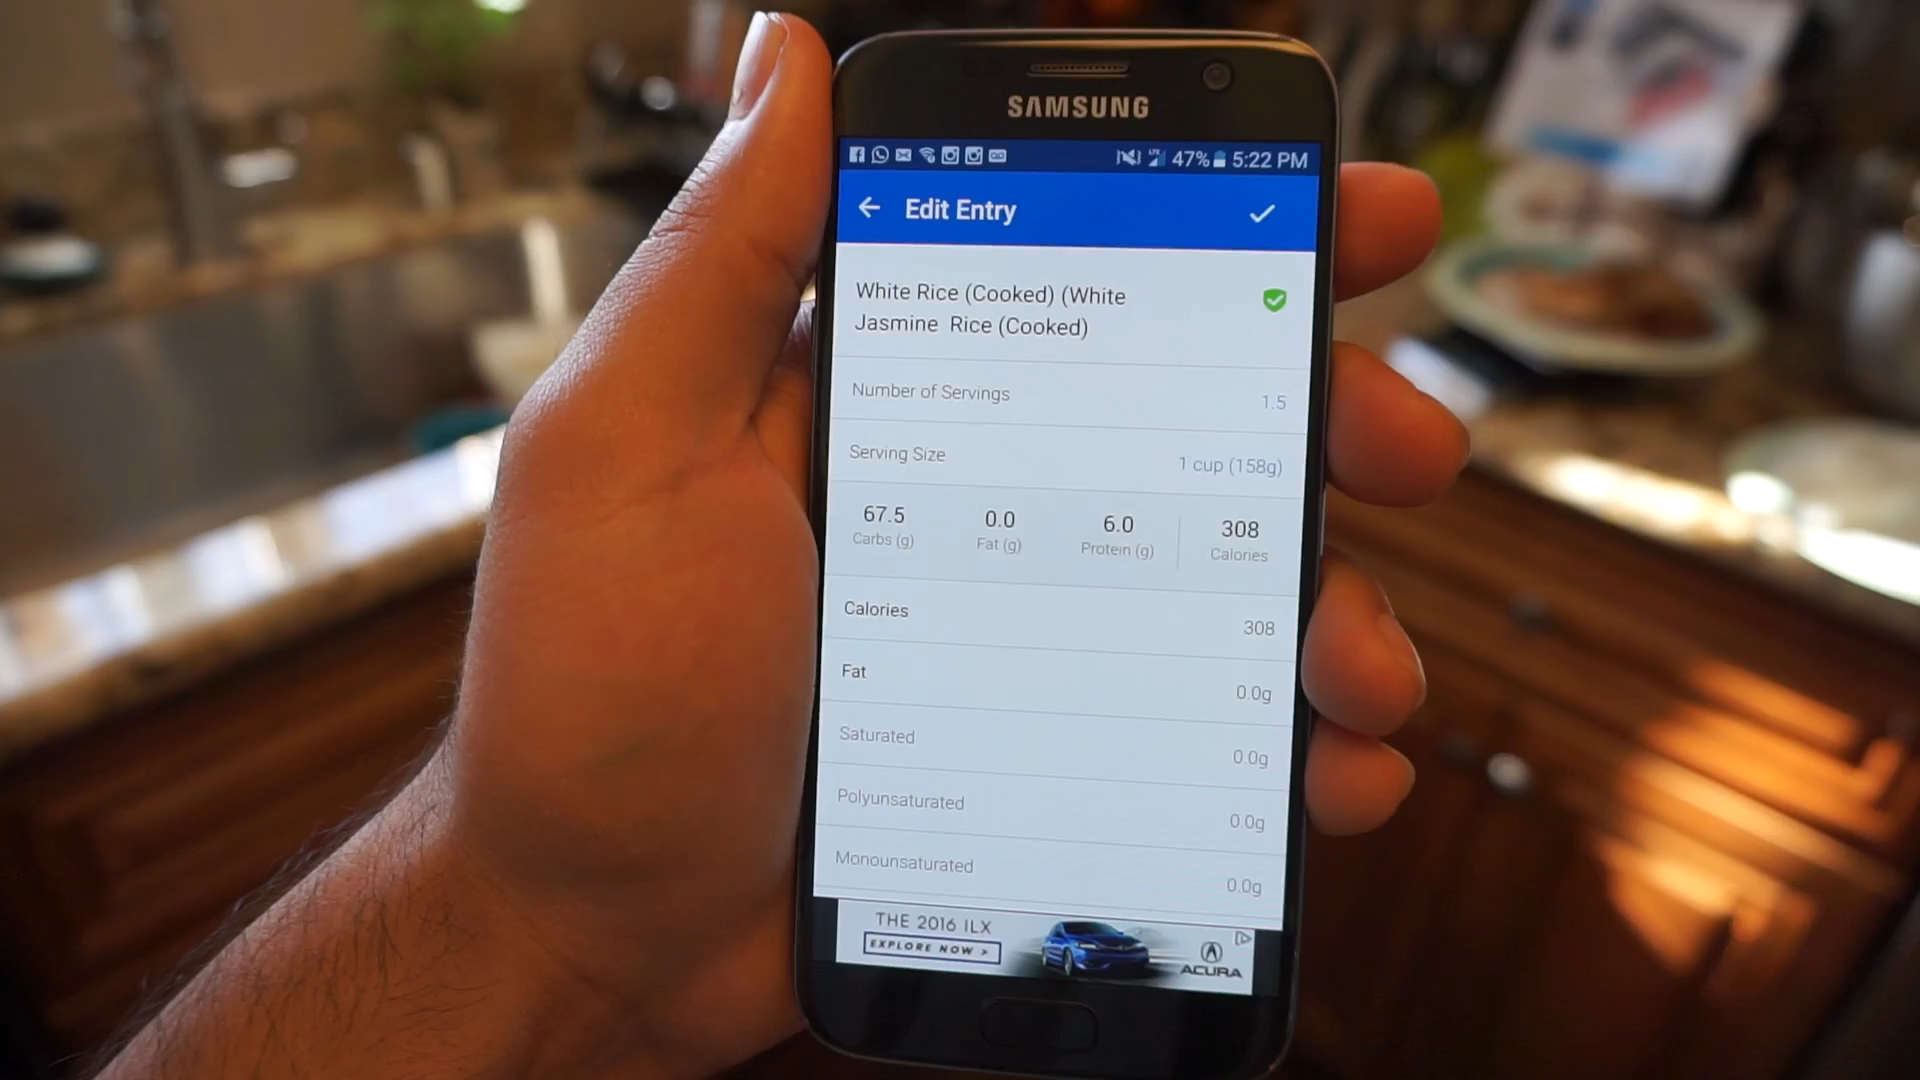 SAMSUNG
47% 5:22 PM
Edit Entry
White Rice (Cooked) (White
Jasmine Rice (Cooked)
Number of Servings 1.5
Serving Size 1 cup (158g)
67.5 0.0 6.0 308
Carbs (g) Fat (g) Protein (g) Calories
Calories 308
Fat 0.0g
Saturated 0.0g
Polyunsaturated 0.0g
Monounsaturated 0.0g
THE 2016 ILX
EXPLORE NOW >
ACURA